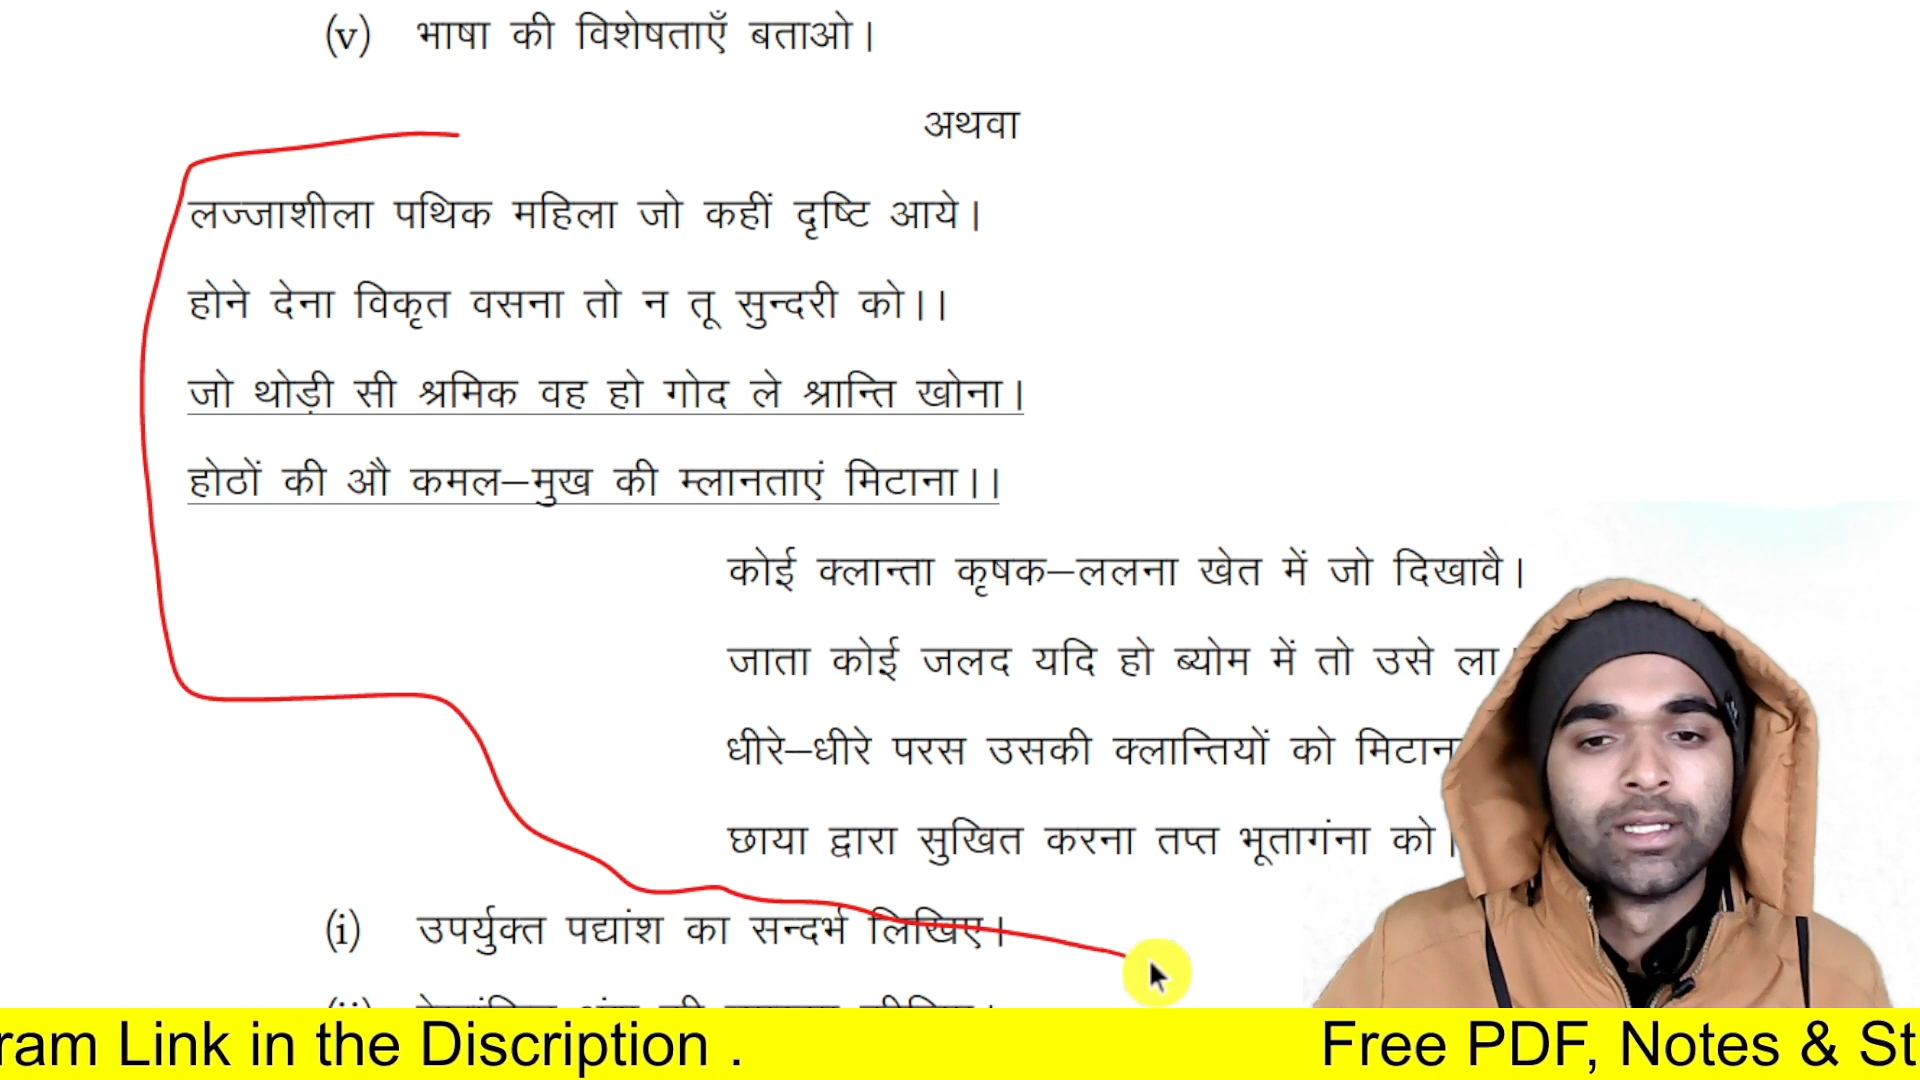 (v) भाषा की विशेषताएँ बताओ।
अथवा
लज्जाशीला पथिक महिला जो कहीं दृष्टि आये।
होने देना विकृत वसना तो न तू सुन्दरी को।।
जो थोड़ी सी श्रमिक वह हो गोद ले श्रान्ति खोना।
होठों की औ कमल–मुख की म्लानताएं मिटाना।।
कोई क्लान्ता कृषक–ललना खेत में जो दिखावै।
जाता कोई जलद यदि हो ब्योम में तो उसे ला
धीरे–धीरे परस उसकी क्लान्तियों को मिटान
छाया द्वारा सुखित करना तप्त भूतागंना को।
(i) उपर्युक्त पद्यांश का सन्दर्भ लिखिए।
ram Link in the Discription . Free PDF, Notes & St